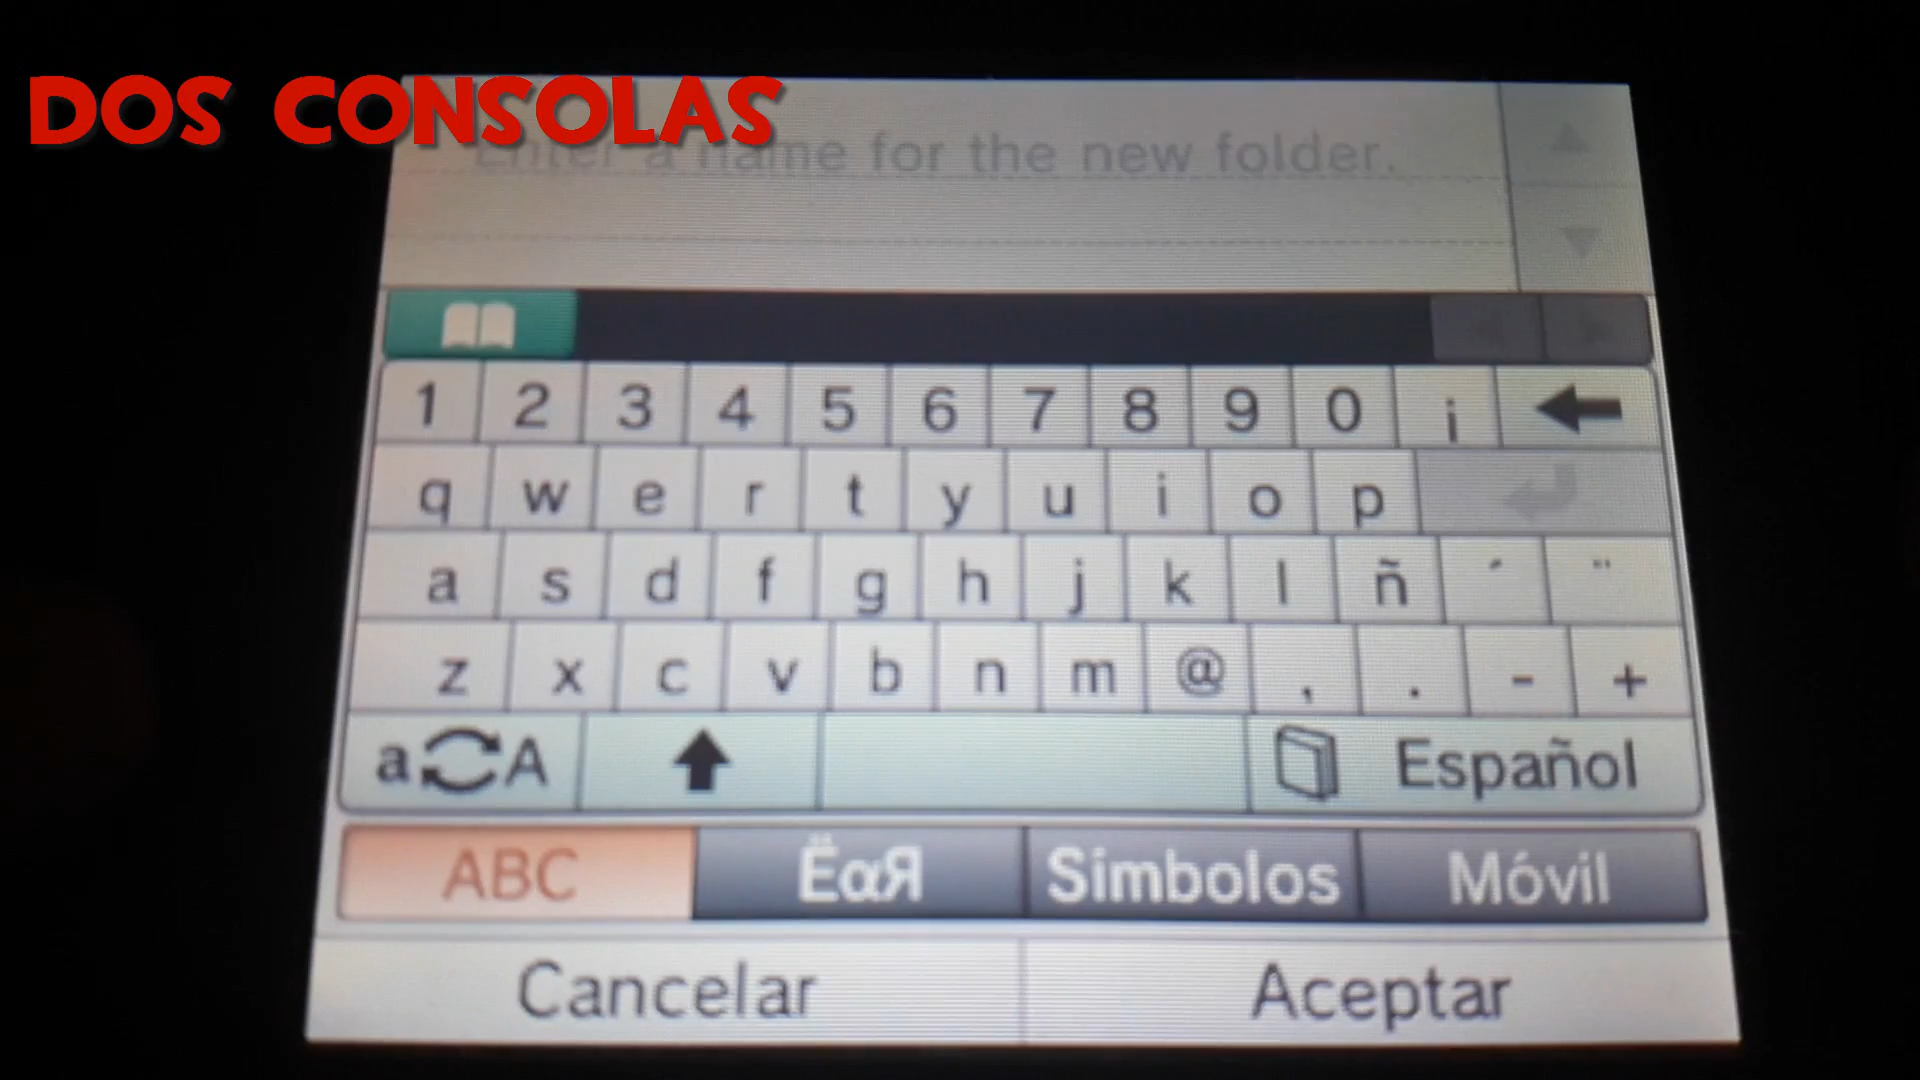 DOS CONSOLAS
Enter a name for the new folder.
1 2 3 4 5 6 7 8 9 0 ¡
q w e r t y u i o p
a s d f g h j k l ñ ´ ¨
z x c v b n m @ , . - +
a A Español
ABC ËαЯ Símbolos Móvil
Cancelar Aceptar